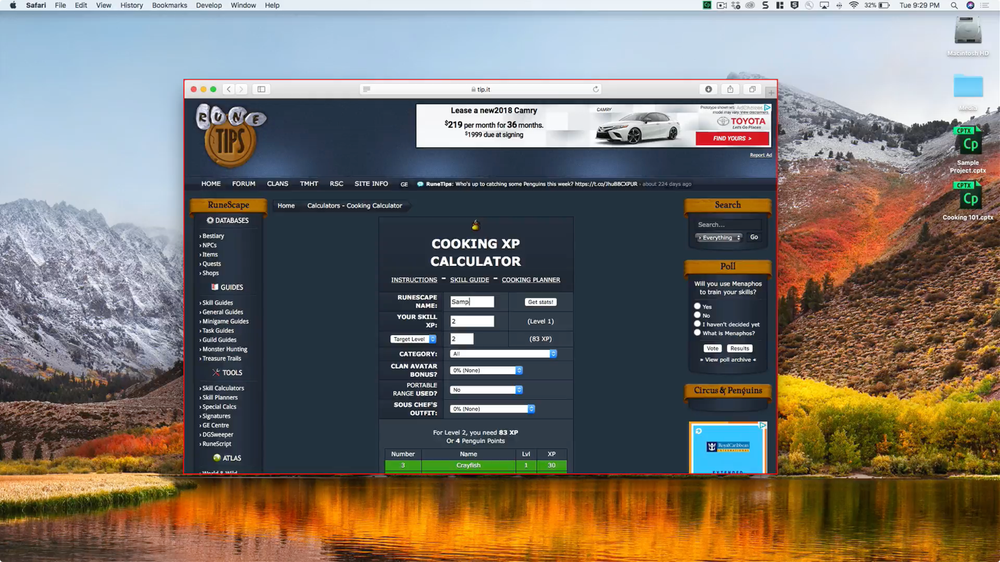 Safari File Edit View History Bookmarks Develop Window Help
32% Tue 9:29 PM
Macintosh HD
Media
CPTX
Cp
Sample
Project.cptx
CPTX
Cp
Cooking 101.cptx
tip.it
RUNE
TIPS
Lease a new2018 Camry
$219 per month for 36 months.
$1999 due at signing
CAMRY
TOYOTA
Let's Go Places
FIND YOURS >
Report Ad
HOME FORUM CLANS TMHT RSC SITE INFO GE RuneTips: Who's up to catching some Penguins this week? https://t.co/JhuBBCXPUR - about 224 days ago
RuneScape
DATABASES
› Bestiary
› NPCs
› Items
› Quests
› Shops
GUIDES
› Skill Guides
› General Guides
› Minigame Guides
› Task Guides
› Guild Guides
› Monster Hunting
› Treasure Trails
TOOLS
› Skill Calculators
› Skill Planners
› Special Calcs
› Signatures
› GE Centre
› DGSweeper
› RuneScript
ATLAS
› World & Wild
Home Calculators - Cooking Calculator
COOKING XP
CALCULATOR
INSTRUCTIONS - SKILL GUIDE - COOKING PLANNER
RUNESCAPE
NAME: Samp Get stats!
YOUR SKILL
XP: 2 (Level 1)
Target Level 2 (83 XP)
CATEGORY: All
CLAN AVATAR
BONUS? 0% (None)
PORTABLE
RANGE USED? No
SOUS CHEF'S
OUTFIT: 0% (None)
For Level 2, you need 83 XP
Or 4 Penguin Points
Number Name Lvl XP
3 Crayfish 1 30
Search
Search...
› Everything Go
Poll
Will you use Menaphos
to train your skills?
Yes
No
I haven't decided yet
What is Menaphos?
Vote Results
» View poll archive «
Circus & Penguins
RoyalCaribbean
INTERNATIONAL
EXTENDED